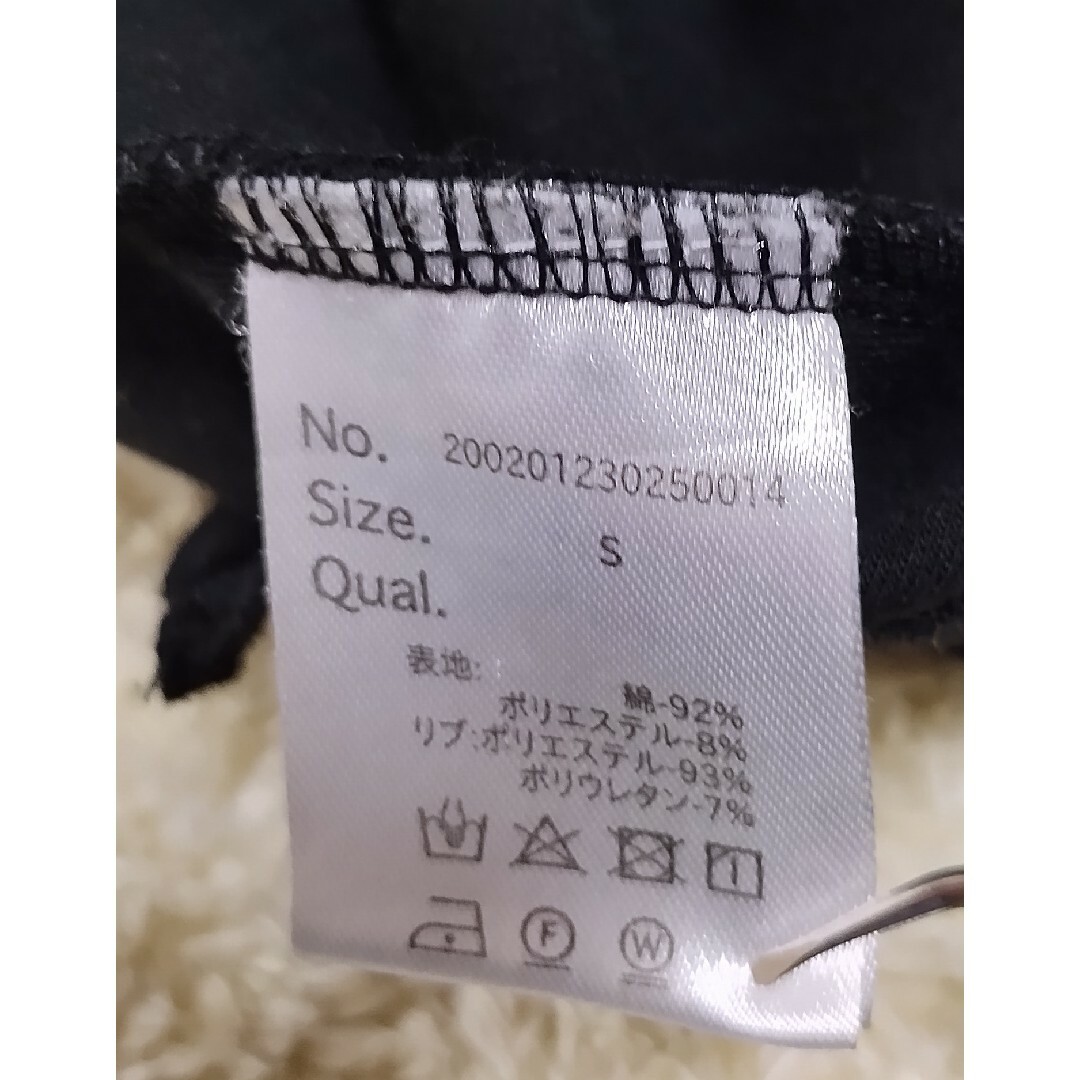 No. 200201230250014
Size. S
Qual.
表地:
綿-92%
ポリエステル-8%
リブ:ポリエステル-93%
ポリウレタン-7%
F W